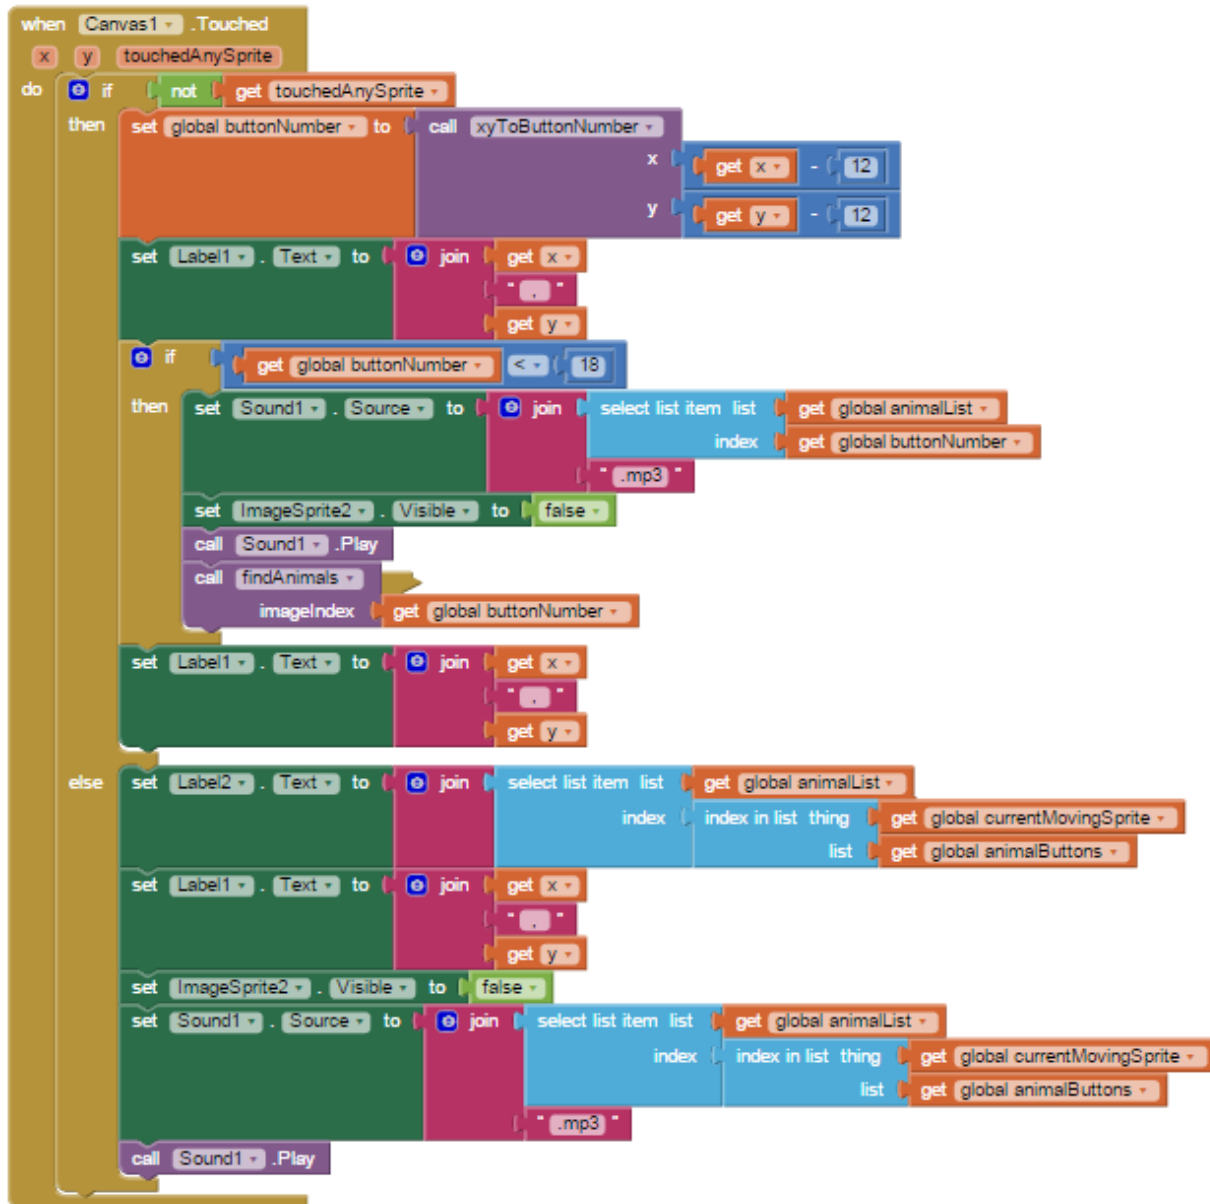 when Canvas1 .Touched
x y touchedAnySprite
do if not get touchedAnySprite
then set global buttonNumber to call xyToButtonNumber
x get x - 12
y get y - 12
set Label1 . Text to join get x
" , "
get y
if get global buttonNumber < 18
then set Sound1 . Source to join select list item list get global animalList
index get global buttonNumber
" .mp3 "
set ImageSprite2 . Visible to false
call Sound1 .Play
call findAnimals
imageIndex get global buttonNumber
set Label1 . Text to join get x
" , "
get y
else set Label2 . Text to join select list item list get global animalList
index index in list thing get global currentMovingSprite
list get global animalButtons
set Label1 . Text to join get x
" , "
get y
set ImageSprite2 . Visible to false
set Sound1 . Source to join select list item list get global animalList
index index in list thing get global currentMovingSprite
list get global animalButtons
" .mp3 "
call Sound1 .Play